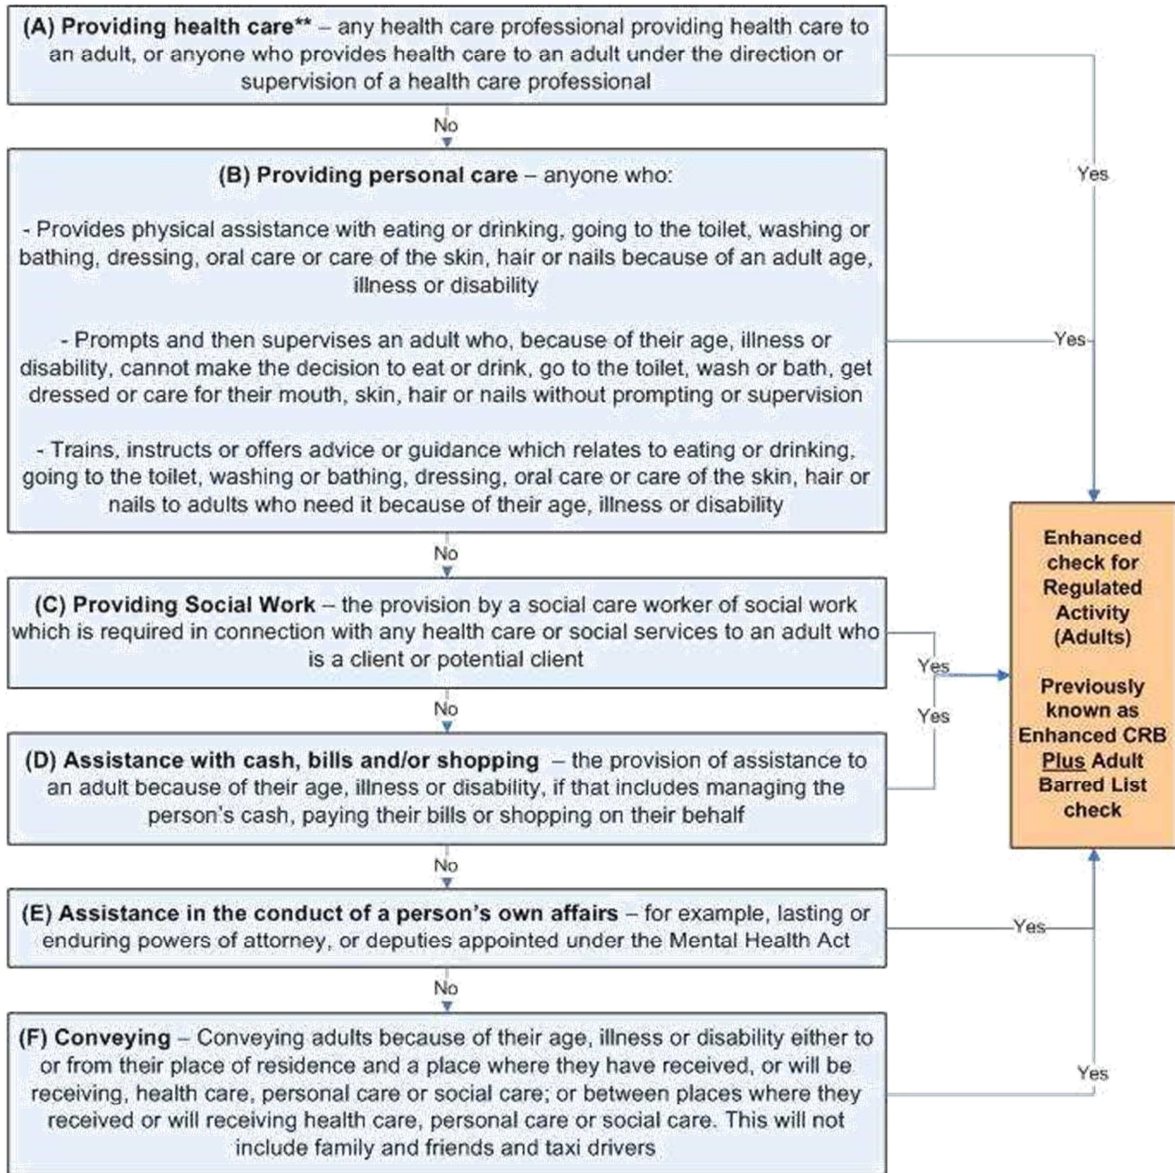 (A) Providing health care** – any health care professional providing health care to
an adult, or anyone who provides health care to an adult under the direction or
supervision of a health care professional
No
Yes
(B) Providing personal care – anyone who:
- Provides physical assistance with eating or drinking, going to the toilet, washing or
bathing, dressing, oral care or care of the skin, hair or nails because of an adult age,
illness or disability
- Prompts and then supervises an adult who, because of their age, illness or
disability, cannot make the decision to eat or drink, go to the toilet, wash or bath, get
dressed or care for their mouth, skin, hair or nails without prompting or supervision
- Trains, instructs or offers advice or guidance which relates to eating or drinking,
going to the toilet, washing or bathing, dressing, oral care or care of the skin, hair or
nails to adults who need it because of their age, illness or disability
Yes
No
(C) Providing Social Work – the provision by a social care worker of social work
which is required in connection with any health care or social services to an adult who
is a client or potential client
Yes
No
(D) Assistance with cash, bills and/or shopping – the provision of assistance to
an adult because of their age, illness or disability, if that includes managing the
person's cash, paying their bills or shopping on their behalf
Yes
No
(E) Assistance in the conduct of a person's own affairs – for example, lasting or
enduring powers of attorney, or deputies appointed under the Mental Health Act
Yes
No
(F) Conveying – Conveying adults because of their age, illness or disability either to
or from their place of residence and a place where they have received, or will be
receiving, health care, personal care or social care; or between places where they
received or will receiving health care, personal care or social care. This will not
include family and friends and taxi drivers
Yes
Enhanced
check for
Regulated
Activity
(Adults)
Previously
known as
Enhanced CRB
Plus Adult
Barred List
check